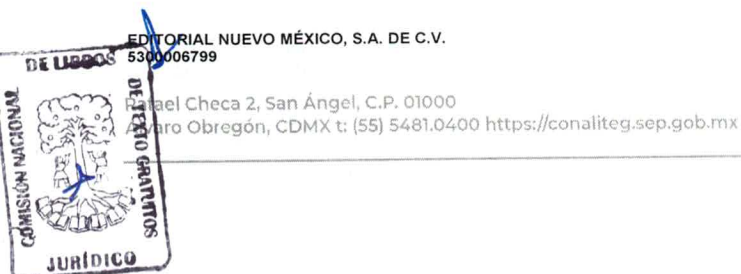 EDITORIAL NUEVO MÉXICO, S.A. DE C.V.
5300006799
Rafael Checa 2, San Ángel, C.P. 01000
Álvaro Obregón, CDMX t: (55) 5481.0400 https://conaliteg.sep.gob.mx
COMISIÓN NACIONAL
DE LIBROS
DE TEXTO GRATUITOS
JURÍDICO